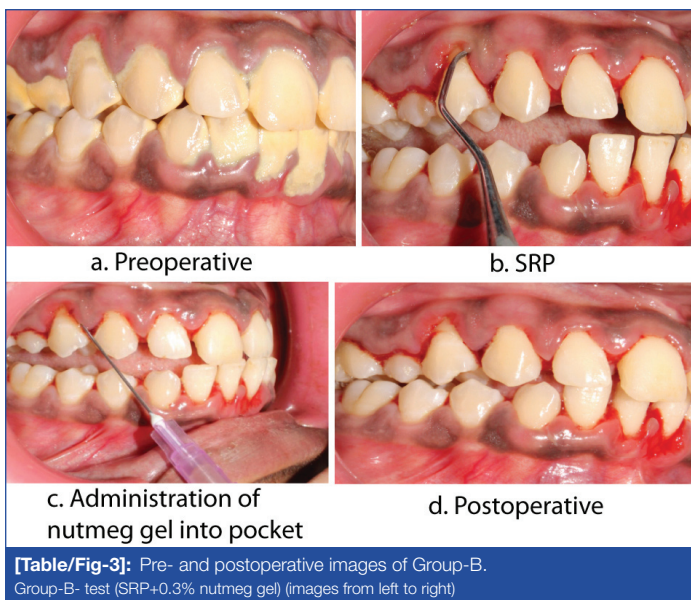 a. Preoperative
b. SRP
c. Administration of
nutmeg gel into pocket
d. Postoperative
[Table/Fig-3]: Pre- and postoperative images of Group-B.
Group-B- test (SRP+0.3% nutmeg gel) (images from left to right)